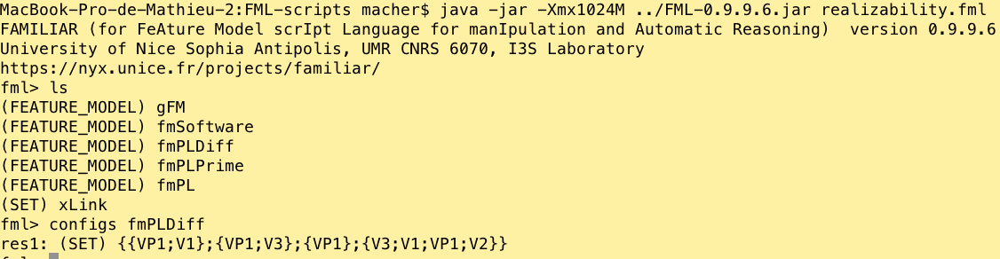 MacBook-Pro-de-Mathieu-2:FML-scripts macher$ java -jar -Xmx1024M ../FML-0.9.9.6.jar realizability.fml
FAMILIAR (for FeAture Model scrIpt Language for manIpulation and Automatic Reasoning)  version 0.9.9.6
University of Nice Sophia Antipolis, UMR CNRS 6070, I3S Laboratory
https://nyx.unice.fr/projects/familiar/
fml> ls
(FEATURE_MODEL) gFM
(FEATURE_MODEL) fmSoftware
(FEATURE_MODEL) fmPLDiff
(FEATURE_MODEL) fmPLPrime
(FEATURE_MODEL) fmPL
(SET) xLink
fml> configs fmPLDiff
res1: (SET) {{VP1;V1};{VP1;V3};{VP1};{V3;V1;VP1;V2}}